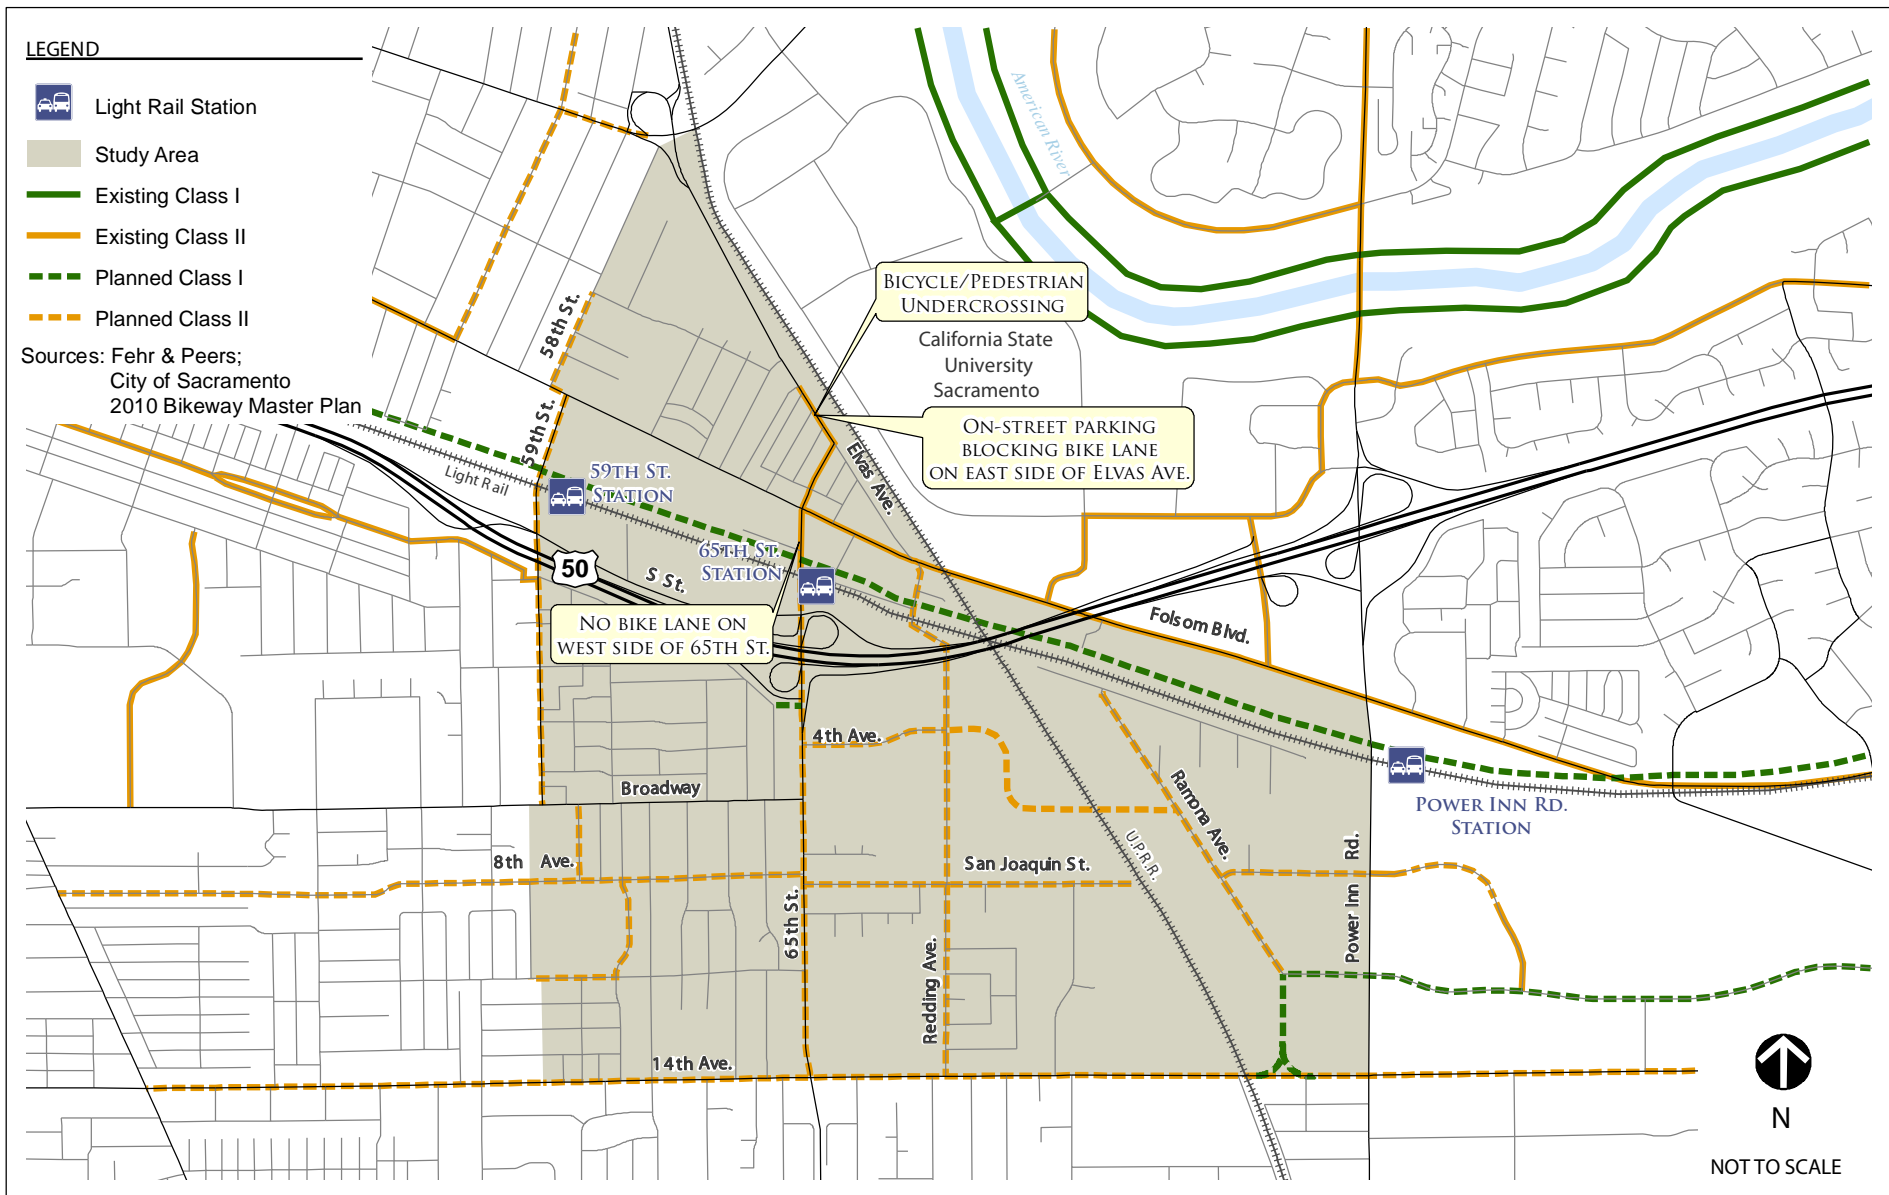 LEGEND
Light Rail Station
Study Area
Existing Class I
Existing Class II
Planned Class I
Planned Class II
Sources: Fehr & Peers;
City of Sacramento
2010 Bikeway Master Plan
American River
BICYCLE/PEDESTRIAN
UNDERCROSSING
California State
University
Sacramento
ON-STREET PARKING
BLOCKING BIKE LANE
ON EAST SIDE OF ELVAS AVE.
58th St.
59th St.
Elvas Ave.
Light Rail
59TH ST.
STATION
65TH ST.
STATION
50
S St.
NO BIKE LANE ON
WEST SIDE OF 65TH ST.
Folsom Blvd.
4th Ave.
Broadway
Ramona Ave.
POWER INN RD.
STATION
U.P.R.R.
8th Ave.
San Joaquin St.
65th St.
Redding Ave.
Power Inn Rd.
14th Ave.
N
NOT TO SCALE